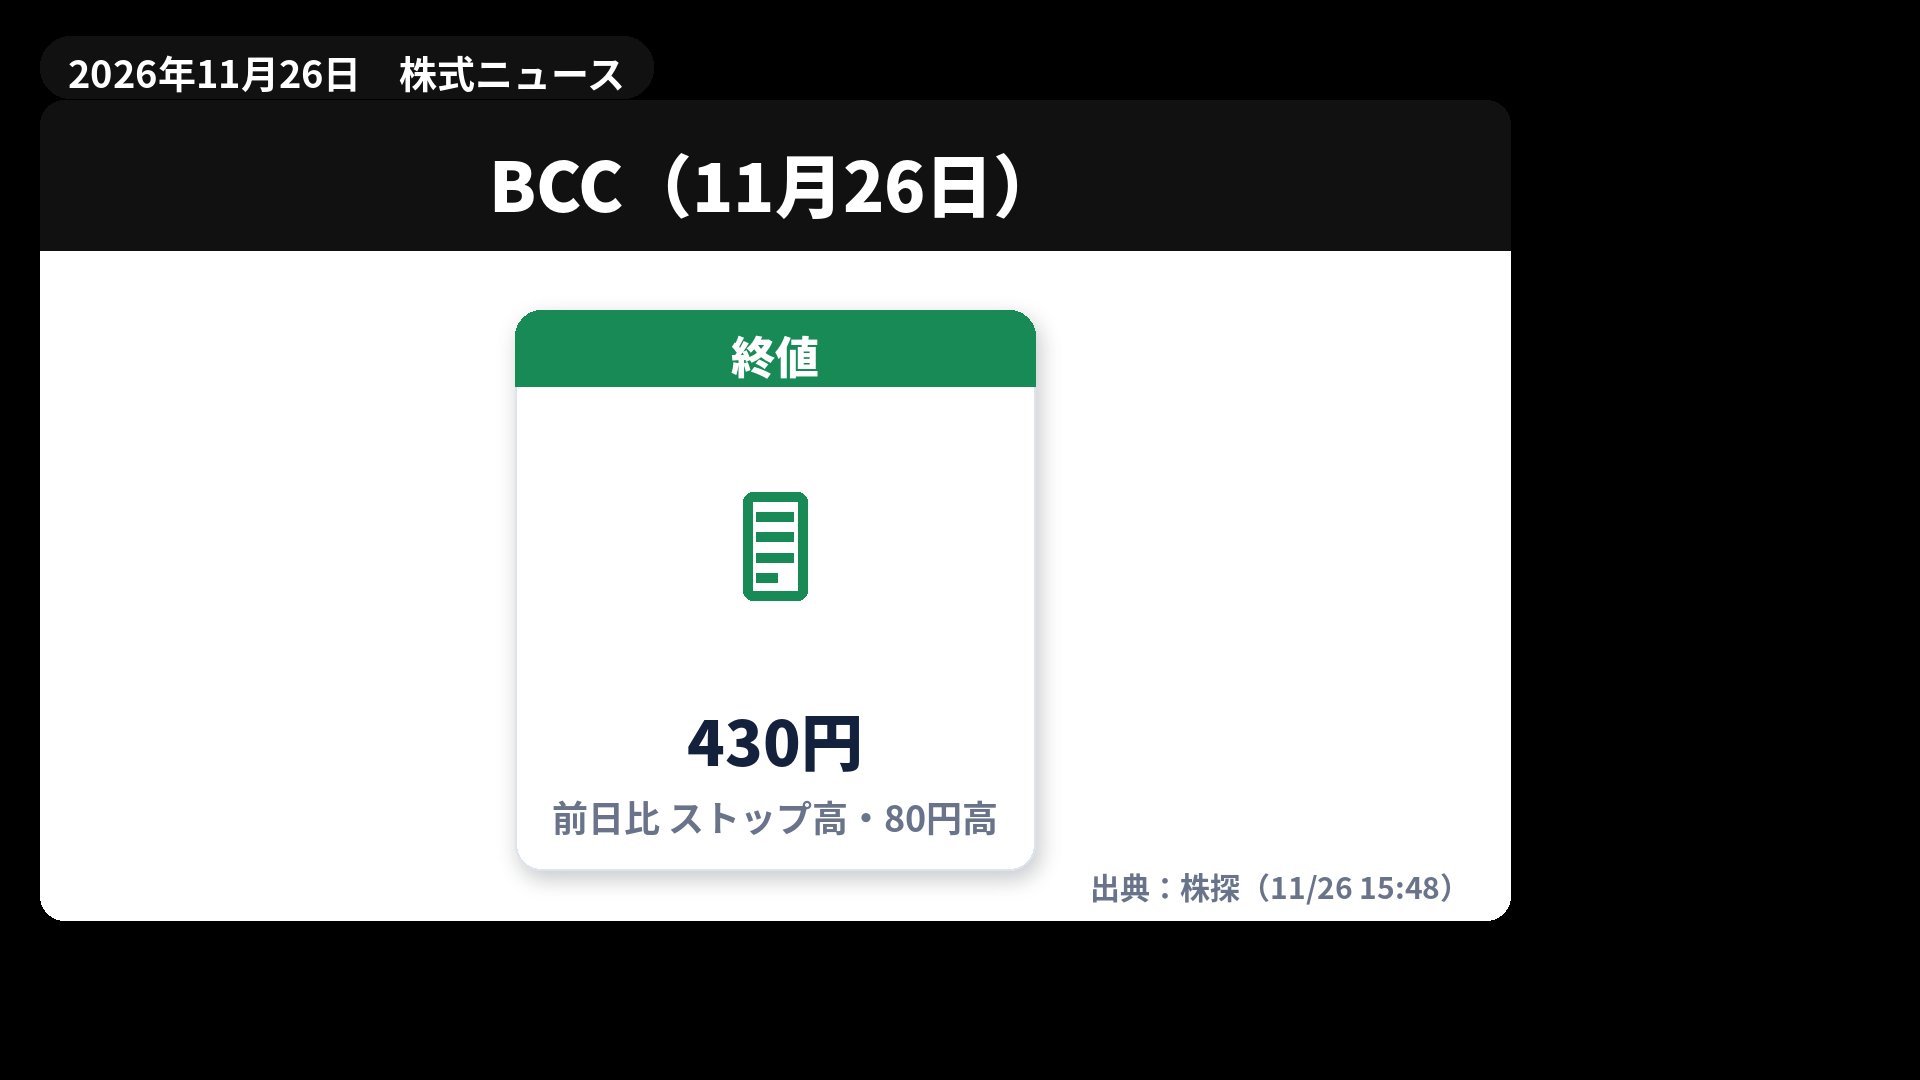 2026年11月26日　株式ニュース
BCC（11月26日）
終値
430円
前日比 ストップ高・80円高
出典：株探（11/26 15:48）